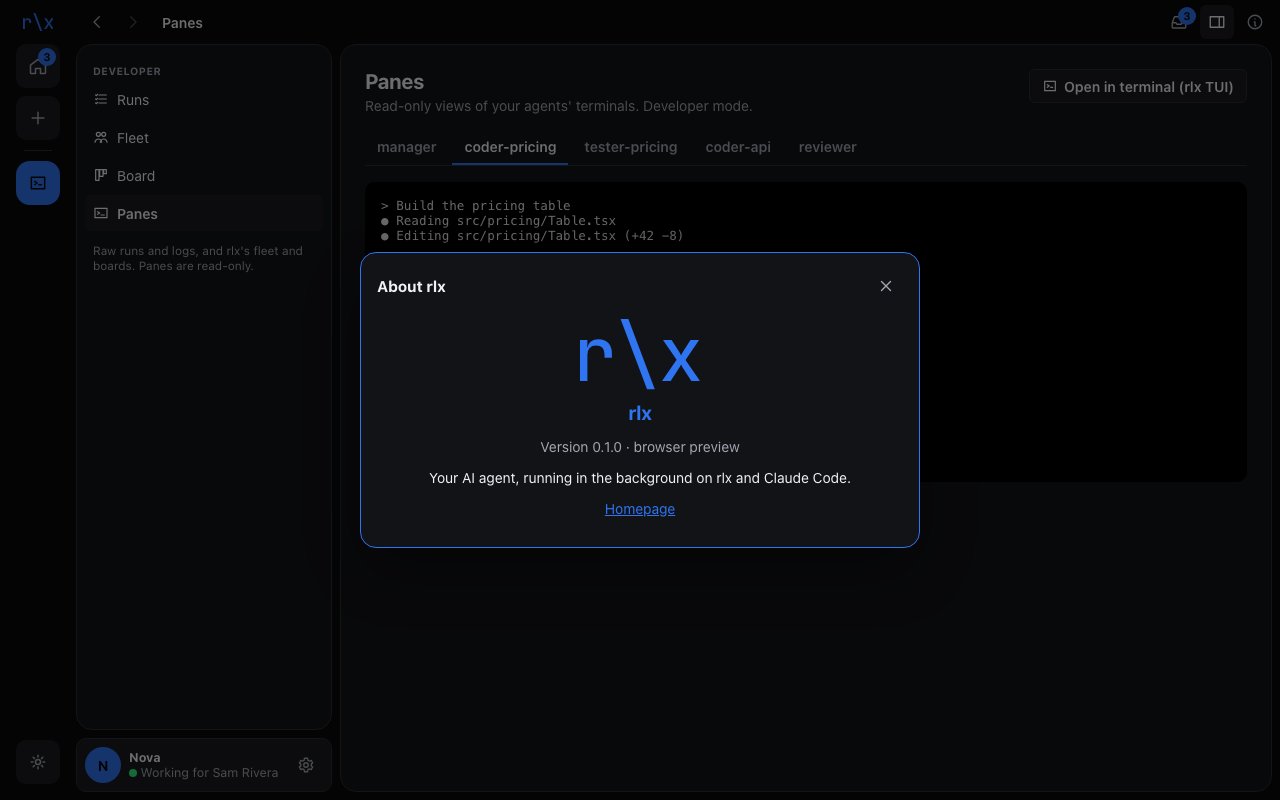 r\x
Panes
3
3
DEVELOPER
Runs
Fleet
Board
Panes
Raw runs and logs, and rlx's fleet and
boards. Panes are read-only.
Panes
Read-only views of your agents' terminals. Developer mode.
Open in terminal (rlx TUI)
manager
coder-pricing
tester-pricing
coder-api
reviewer
> Build the pricing table
● Reading src/pricing/Table.tsx
● Editing src/pricing/Table.tsx (+42 −8)
About rlx
r\x
rlx
Version 0.1.0 · browser preview
Your AI agent, running in the background on rlx and Claude Code.
Homepage
N
Nova
Working for Sam Rivera